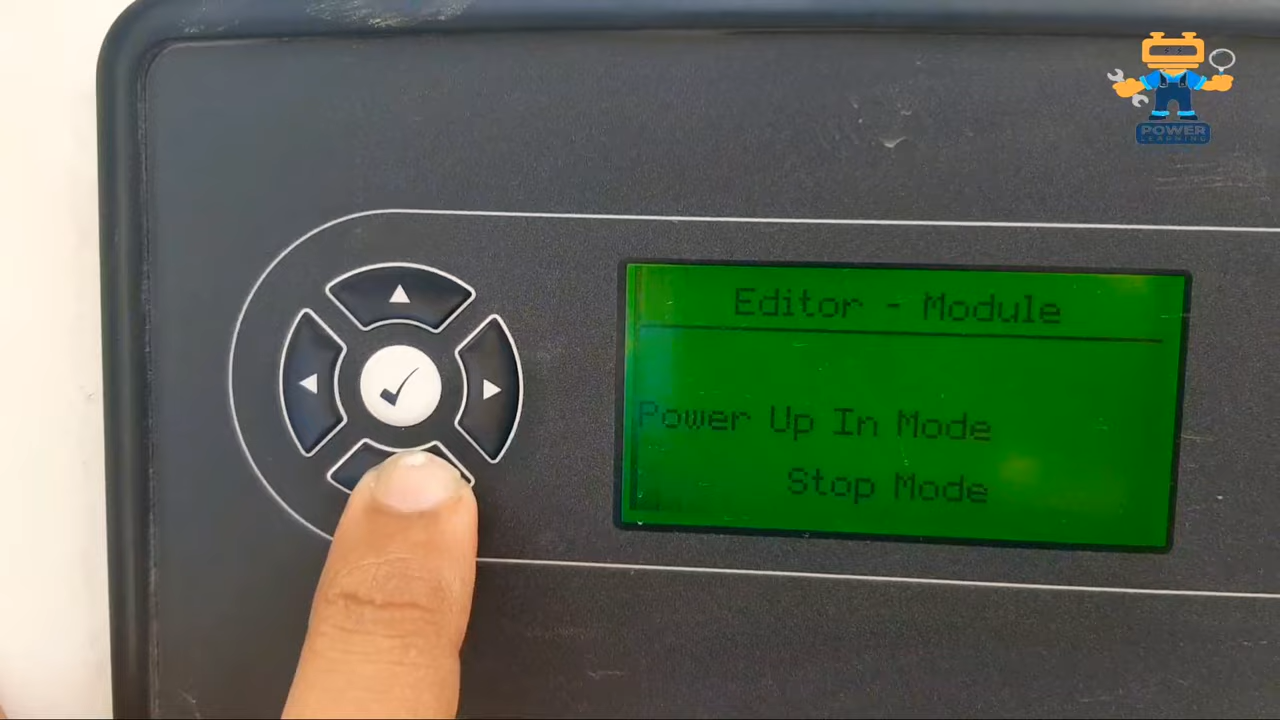 POWER
LEARNING
Editor - Module
Power Up In Mode
Stop Mode